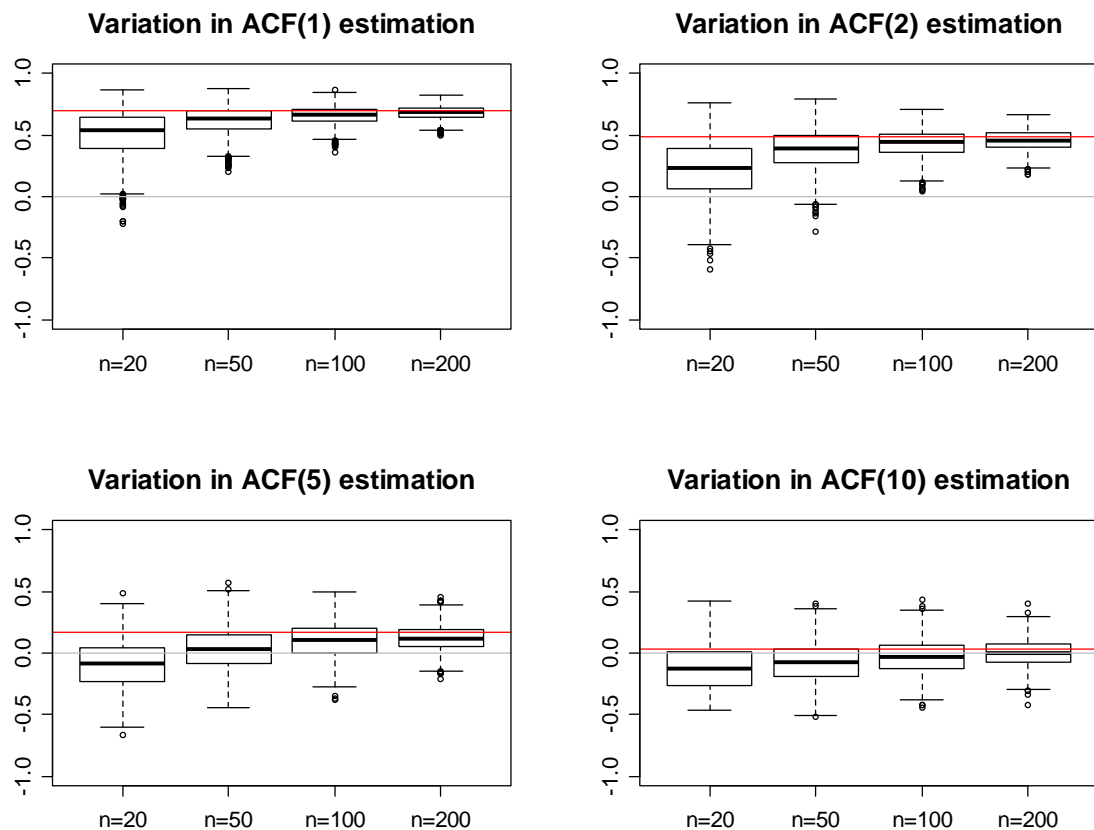 Variation in ACF(1) estimation
1.0
0.5
0.0
-0.5
-1.0
n=20 n=50 n=100 n=200
Variation in ACF(2) estimation
1.0
0.5
0.0
-0.5
-1.0
n=20 n=50 n=100 n=200
Variation in ACF(5) estimation
1.0
0.5
0.0
-0.5
-1.0
n=20 n=50 n=100 n=200
Variation in ACF(10) estimation
1.0
0.5
0.0
-0.5
-1.0
n=20 n=50 n=100 n=200